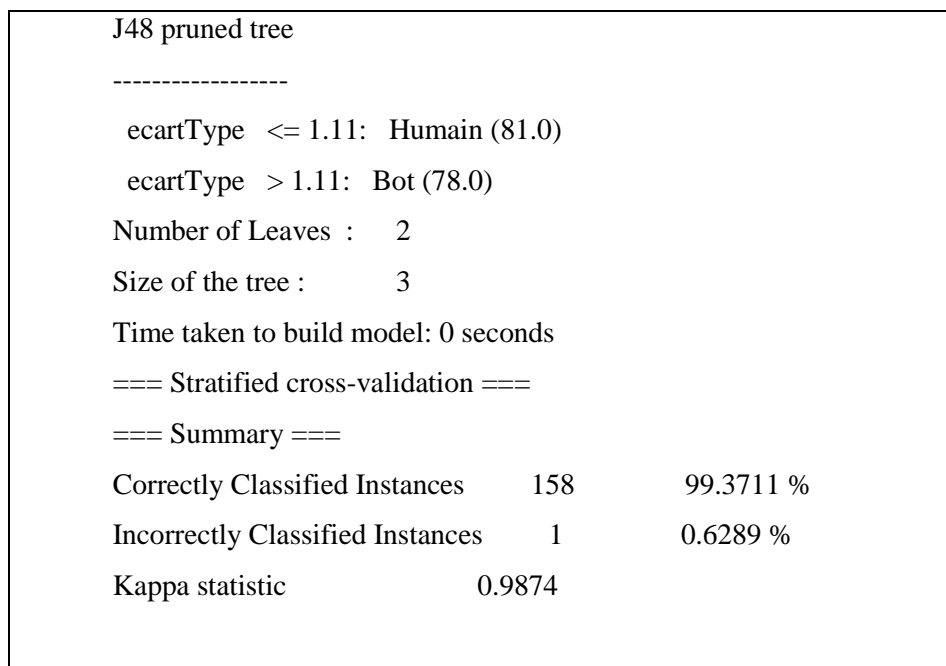 J48 pruned tree
------------------
ecartType <= 1.11: Humain (81.0)
ecartType > 1.11: Bot (78.0)
Number of Leaves : 2
Size of the tree : 3
Time taken to build model: 0 seconds
=== Stratified cross-validation ===
=== Summary ===
Correctly Classified Instances 158 99.3711 %
Incorrectly Classified Instances 1 0.6289 %
Kappa statistic 0.9874